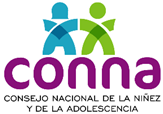 conna
CONSEJO NACIONAL DE LA NIÑEZ
Y DE LA ADOLESCENCIA